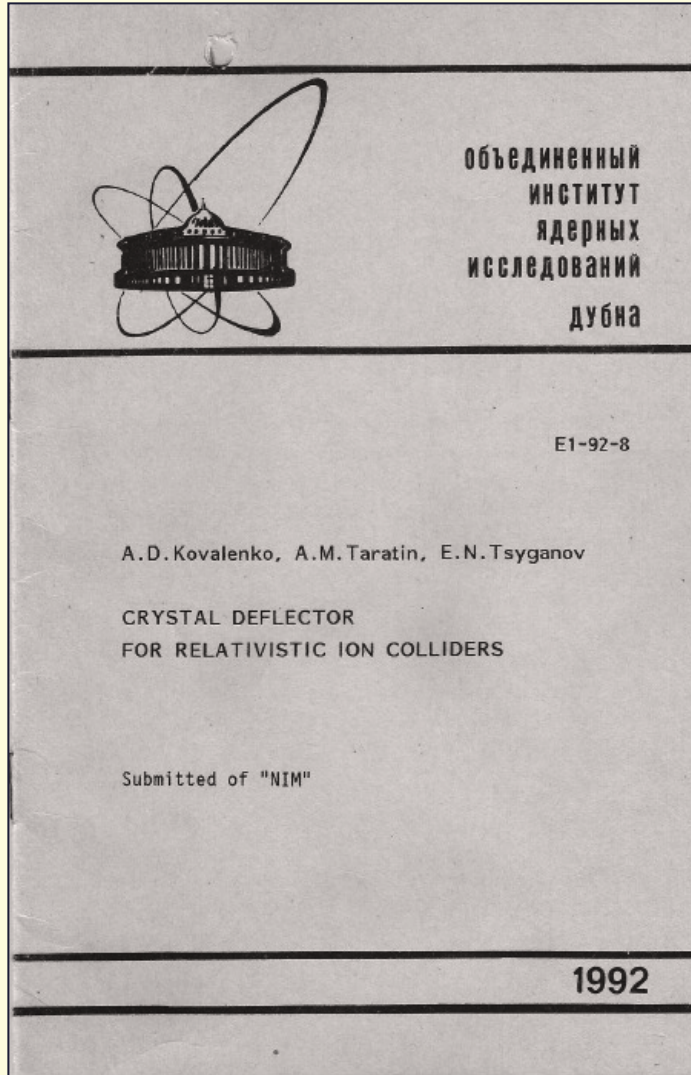 объединенный
институт
ядерных
исследований
дубна
E1-92-8
A.D.Kovalenko, A.M.Taratin, E.N.Tsyganov
CRYSTAL DEFLECTOR
FOR RELATIVISTIC ION COLLIDERS
Submitted of "NIM"
1992